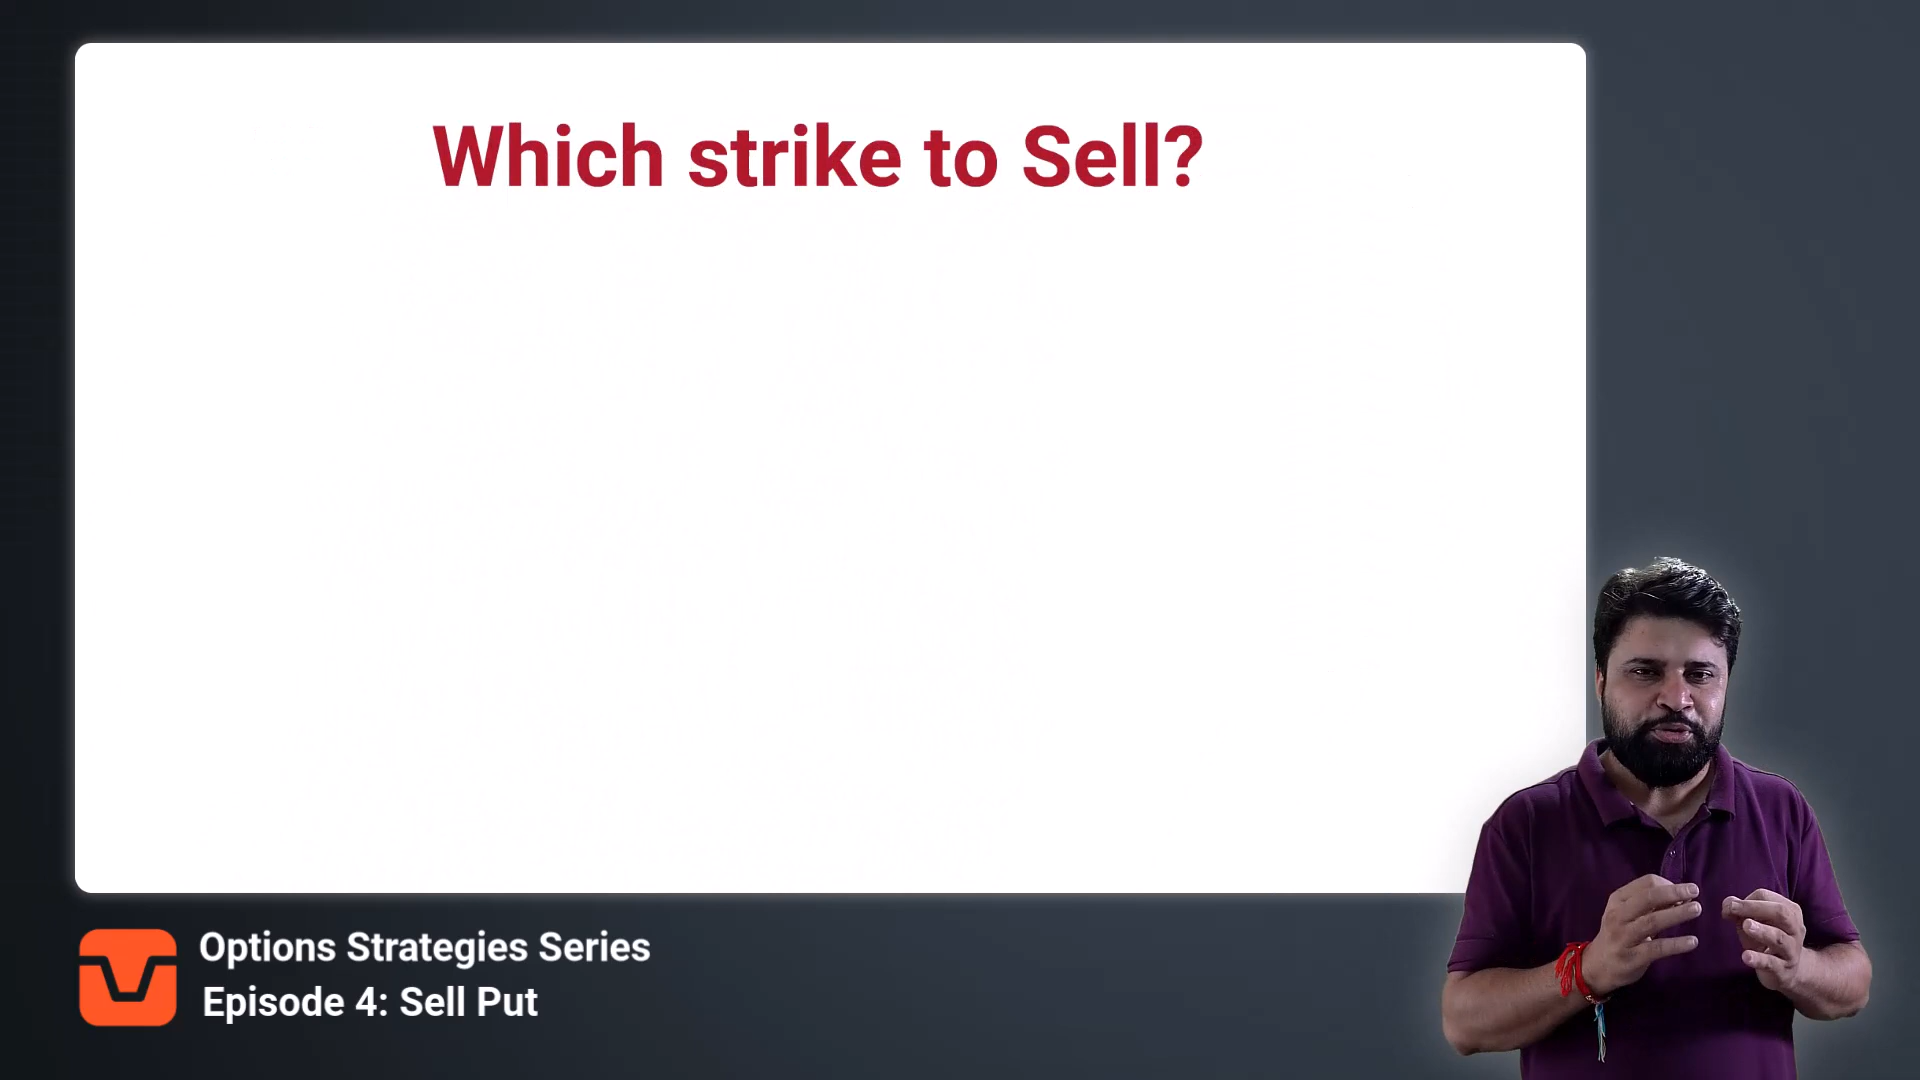 Which strike to Sell?
Options Strategies Series
Episode 4: Sell Put